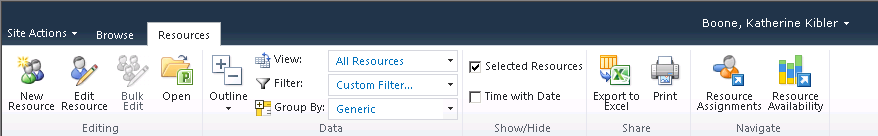 Boone, Katherine Kibler
Site Actions Browse Resources
New Resource
Edit Resource
Bulk Edit
Open
Editing
Outline
View: All Resources
Filter: Custom Filter...
Group By: Generic
Data
Selected Resources
Time with Date
Show/Hide
Export to Excel
Print
Share
Resource Assignments
Resource Availability
Navigate